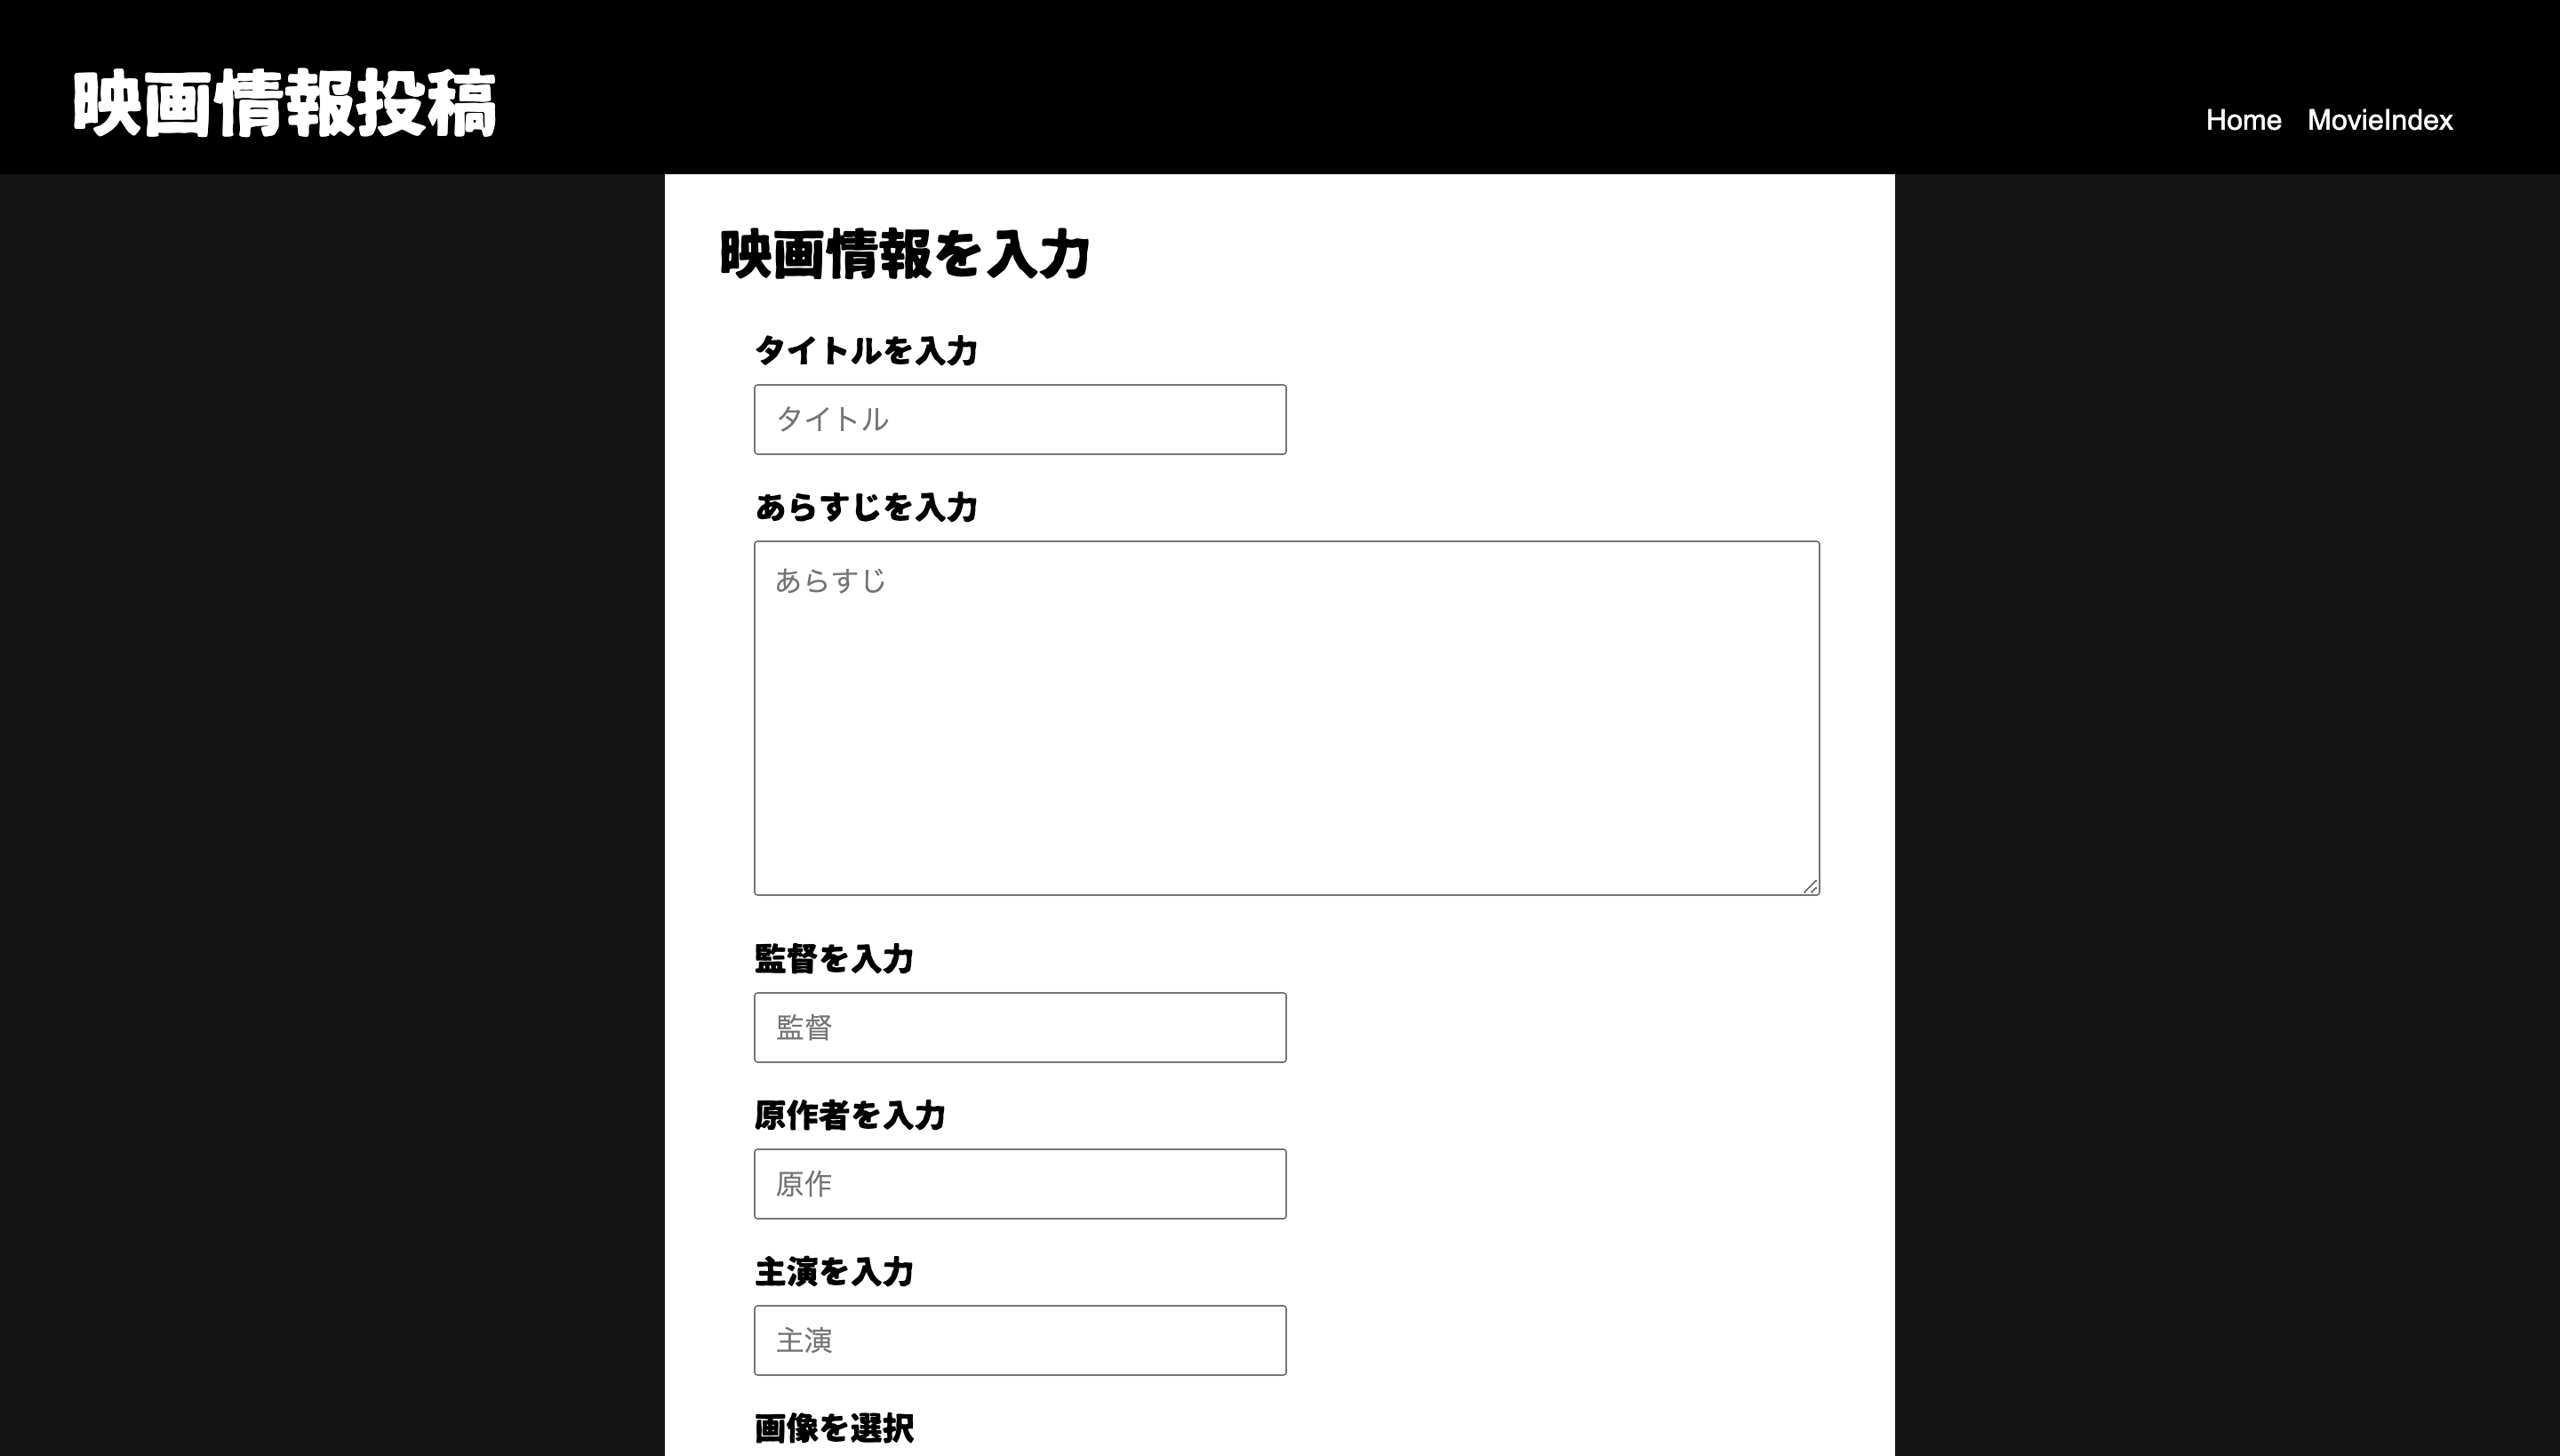 映画情報投稿
Home MovieIndex
映画情報を入力
タイトルを入力
タイトル
あらすじを入力
あらすじ
監督を入力
監督
原作者を入力
原作
主演を入力
主演
画像を選択